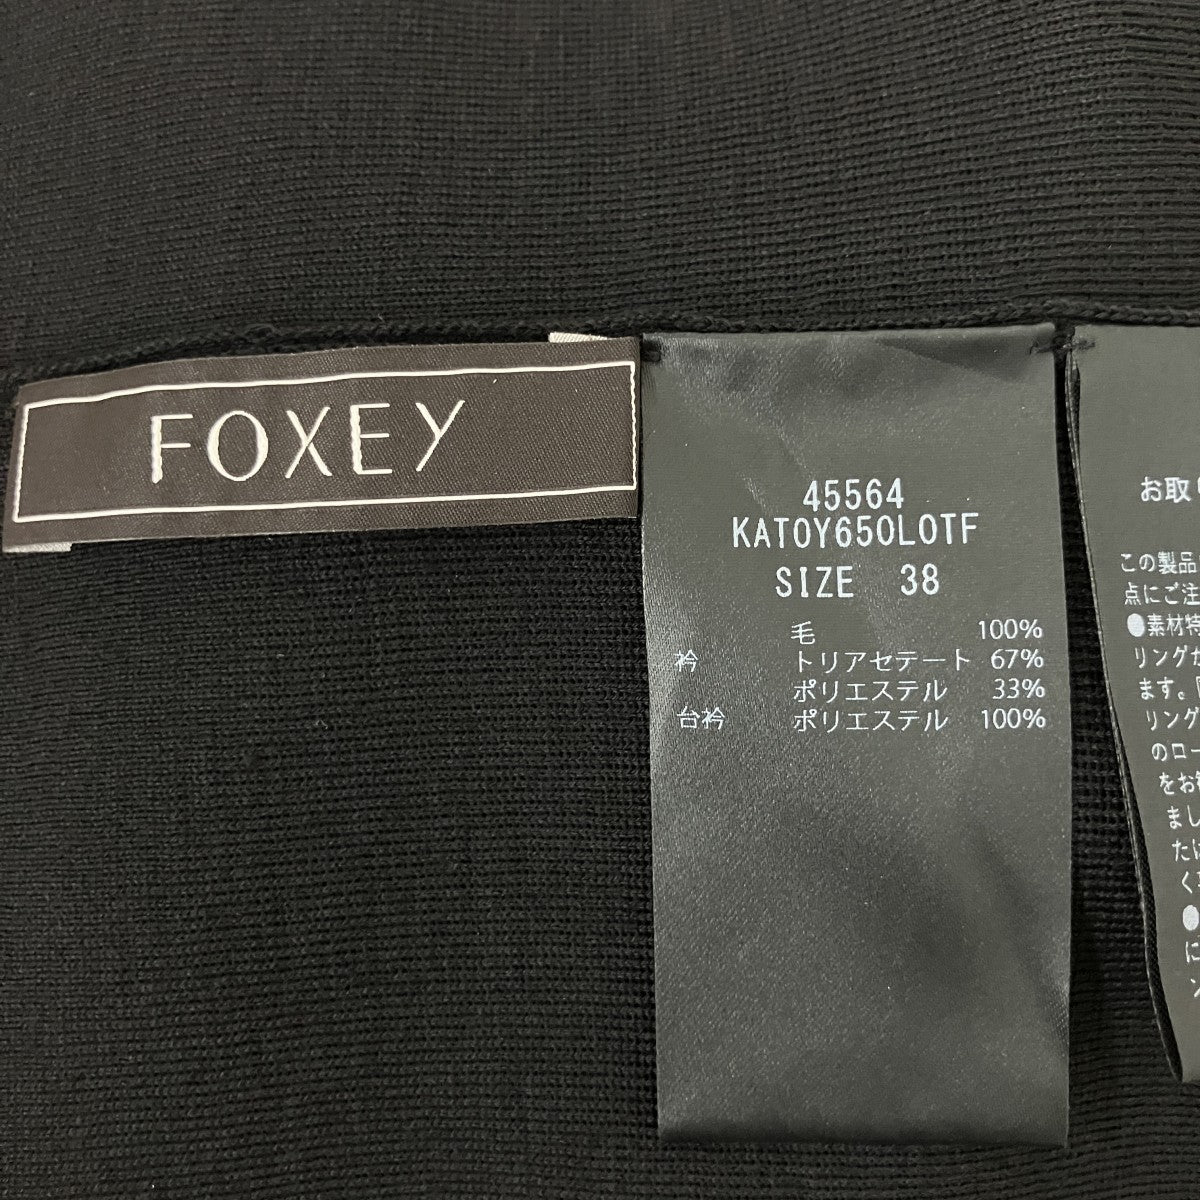 FOXEY
45564
KATOY650LOTF
SIZE 38
毛 100%
衿 トリアセテート 67%
ポリエステル 33%
台衿 ポリエステル 100%
お取
この製品
点にご注
●素材特
リングカ
ます。
リング
のロー
をお
まし
たは
く
●
に
ン